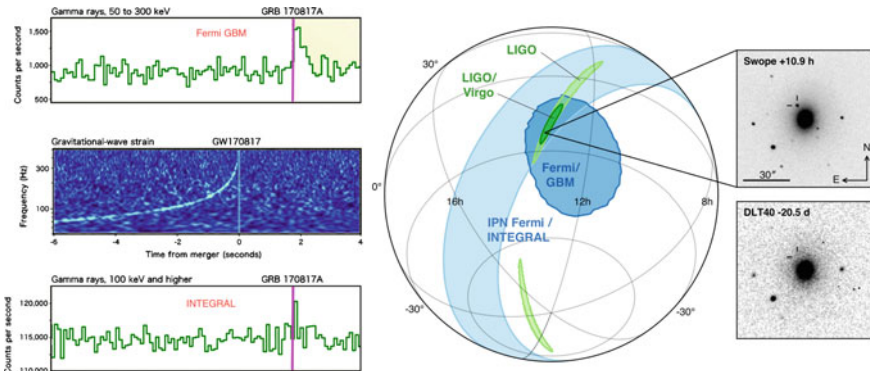 Gamma rays, 50 to 300 keV GRB 170817A
Fermi GBM
Counts per second
1,500
1,000
500
Gravitational-wave strain GW170817
Frequency (Hz)
300
100
-6 -4 -2 0 2 4
Time from merger (seconds)
Gamma rays, 100 keV and higher GRB 170817A
INTEGRAL
Counts per second
120,000
115,000
110,000
LIGO
LIGO/
Virgo
Fermi/
GBM
IPN Fermi /
INTEGRAL
30°
30°
0°
16h
12h
8h
-30°
-30°
Swope +10.9 h
N
E
30"
DLT40 -20.5 d